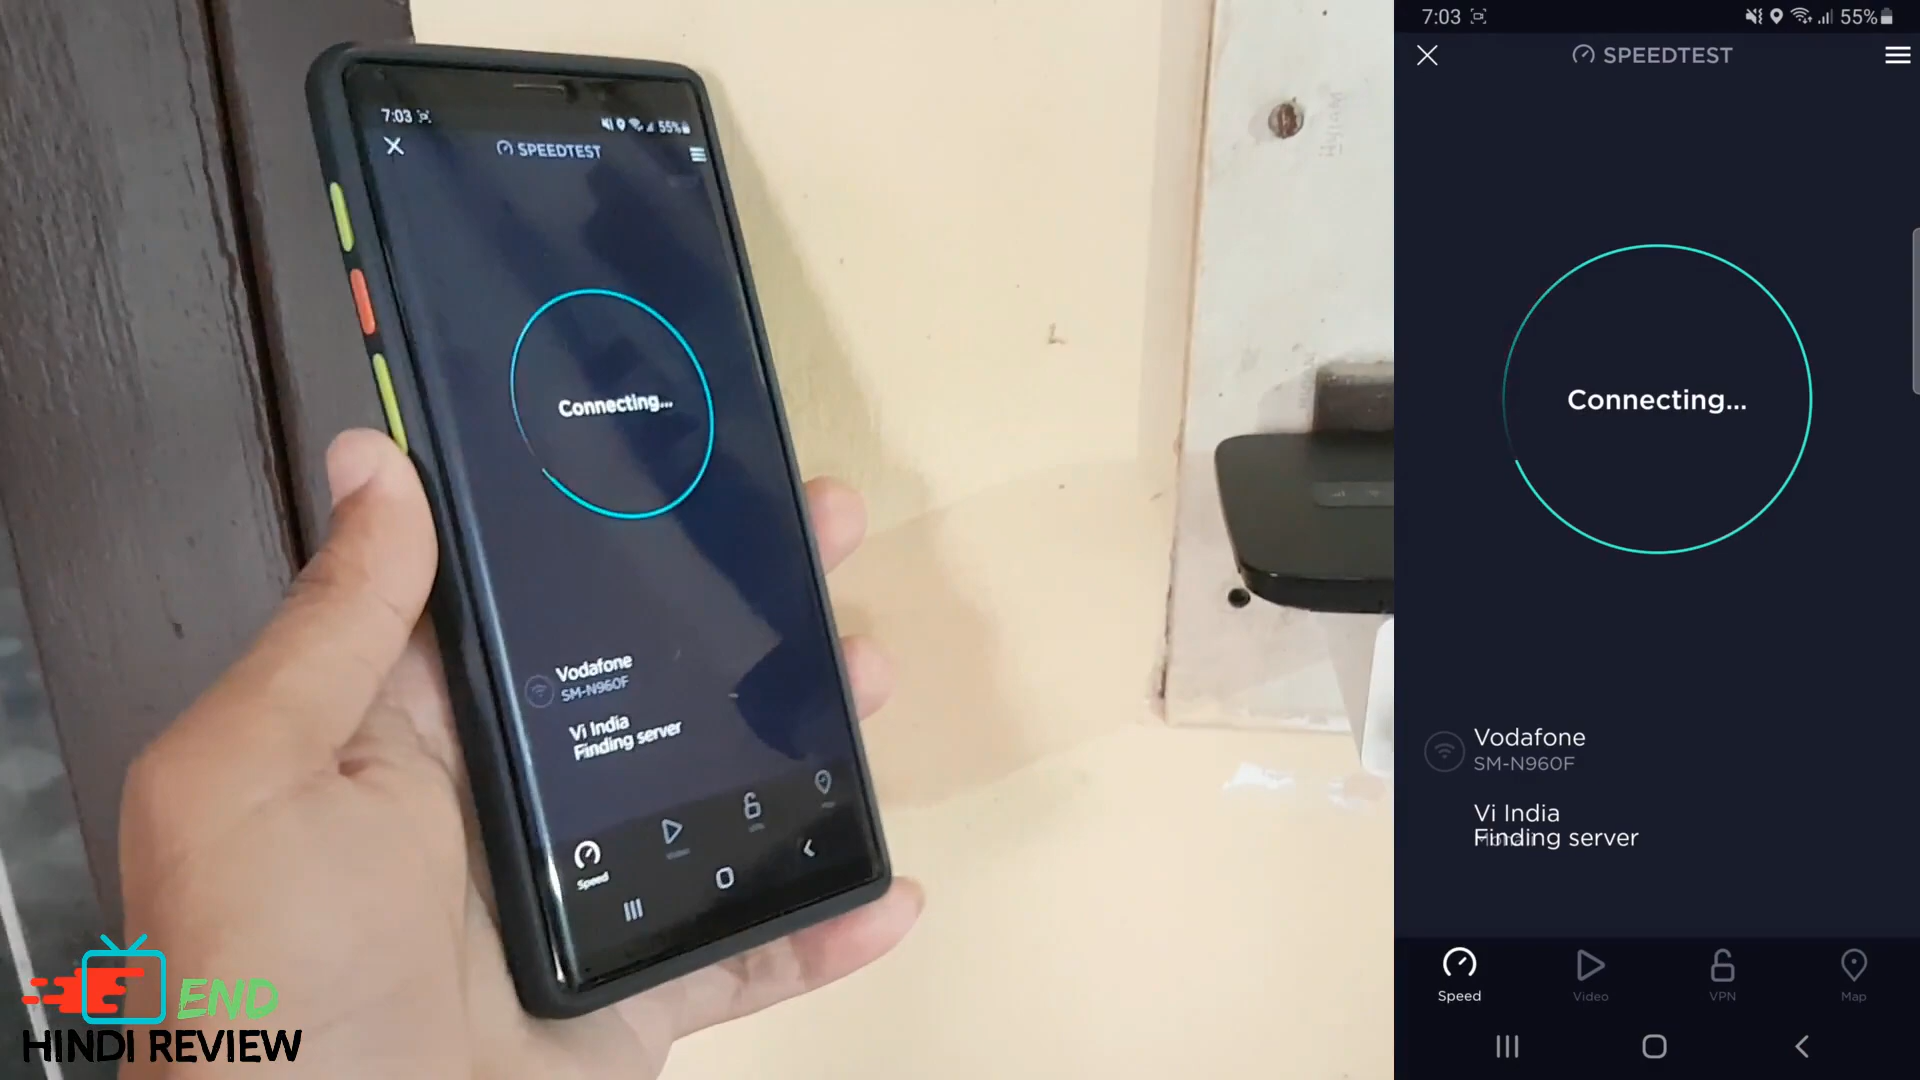 7:03
55%
SPEEDTEST
Connecting...
Vodafone
SM-N960F
Vi India
Finding server
Speed
END
HINDI REVIEW
7:03
55%
SPEEDTEST
Connecting...
Vodafone
SM-N960F
Vi India
Finding server
Speed
Video
VPN
Map